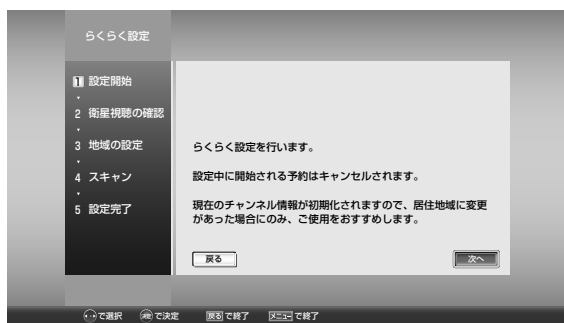 らくらく設定
1 設定開始
2 衛星視聴の確認
3 地域の設定
4 スキャン
5 設定完了
らくらく設定を行います。
設定中に開始される予約はキャンセルされます。
現在のチャンネル情報が初期化されますので、居住地域に変更
があった場合にのみ、ご使用をおすすめします。
戻る 次へ
で選択 決定 で決定 戻る で終了 メニュー で終了